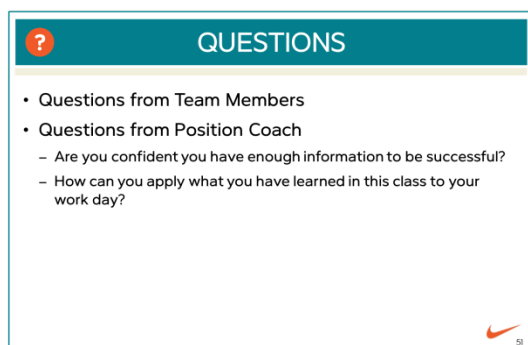 ?
QUESTIONS
• Questions from Team Members
• Questions from Position Coach
– Are you confident you have enough information to be successful?
– How can you apply what you have learned in this class to your
work day?
51